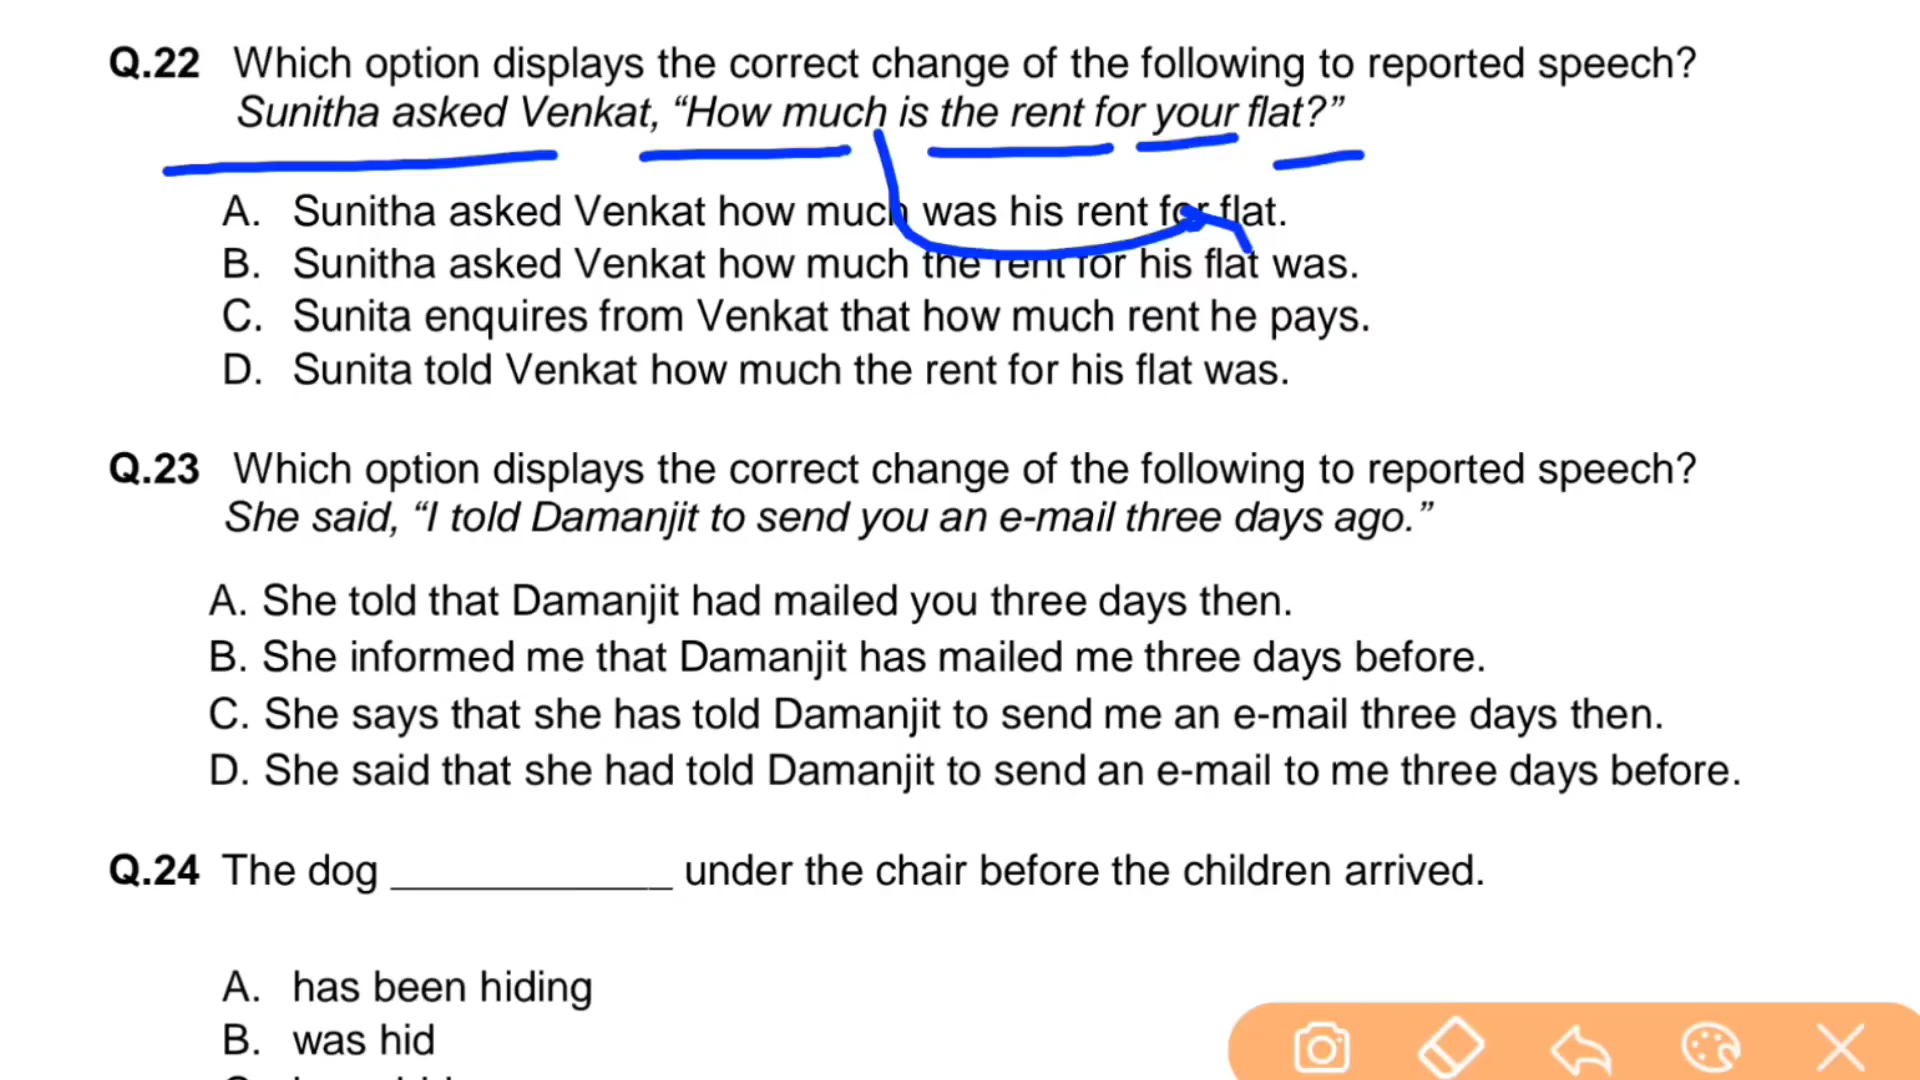 Q.22 Which option displays the correct change of the following to reported speech?
Sunitha asked Venkat, “How much is the rent for your flat?”
A. Sunitha asked Venkat how much was his rent for flat.
B. Sunitha asked Venkat how much the rent for his flat was.
C. Sunita enquires from Venkat that how much rent he pays.
D. Sunita told Venkat how much the rent for his flat was.
Q.23 Which option displays the correct change of the following to reported speech?
She said, “I told Damanjit to send you an e-mail three days ago.”
A. She told that Damanjit had mailed you three days then.
B. She informed me that Damanjit has mailed me three days before.
C. She says that she has told Damanjit to send me an e-mail three days then.
D. She said that she had told Damanjit to send an e-mail to me three days before.
Q.24 The dog ____________ under the chair before the children arrived.
A. has been hiding
B. was hid